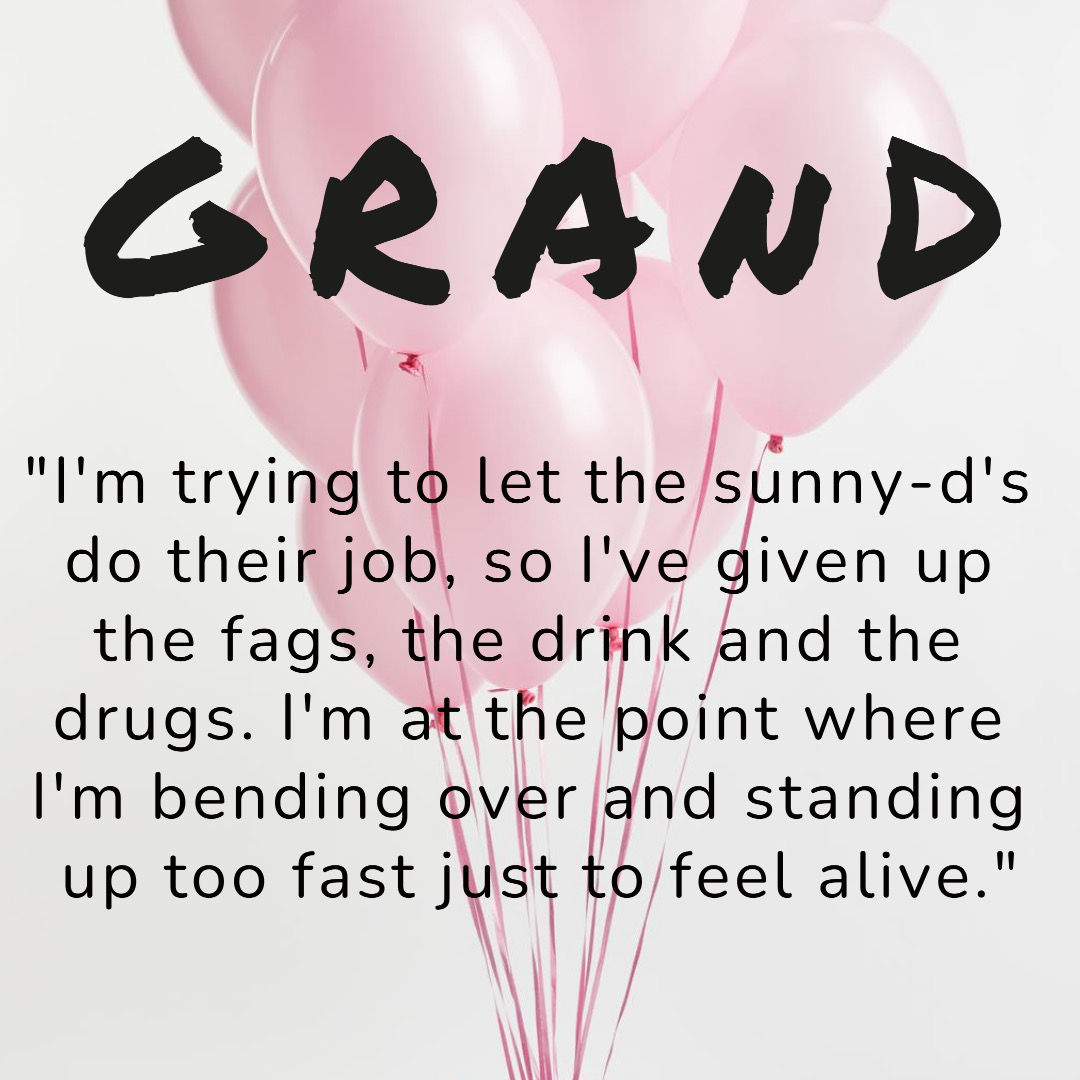 GRAND
"I'm trying to let the sunny-d's
do their job, so I've given up
the fags, the drink and the
drugs. I'm at the point where
I'm bending over and standing
up too fast just to feel alive."